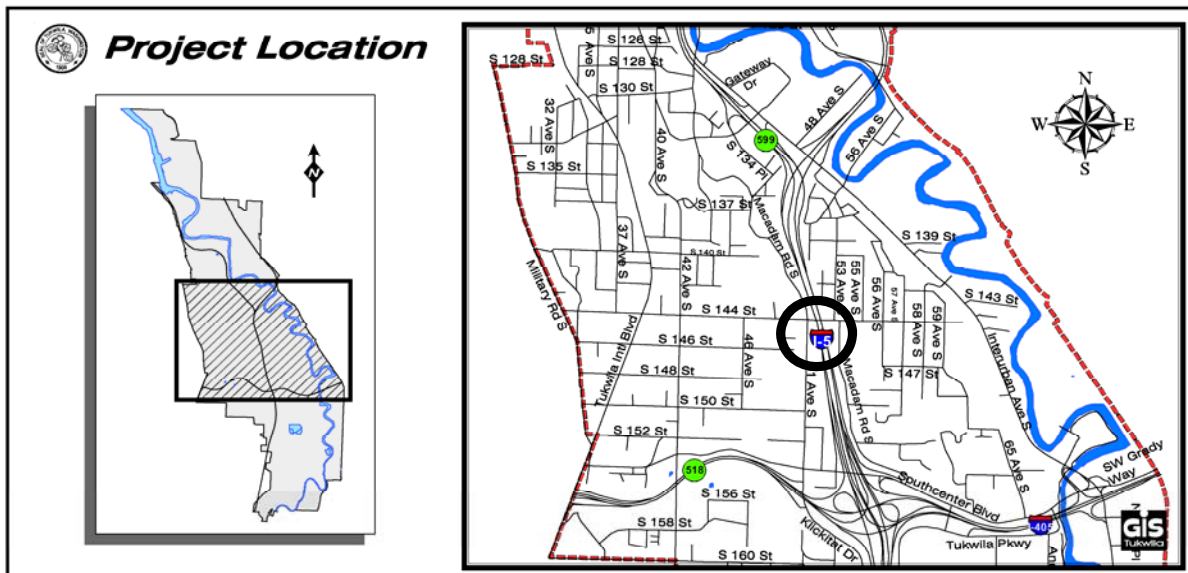 Project Location
N
S 126 St
S 128 St
S 128 St
S 130 St
Gateway
Dr
48 Ave S
56 Ave S
32 Ave S
40 Ave S
599
S 134 Pl
S 135 St
S 137 St
Macadam Rd S
S 139 St
37 Ave S
S 140 St
42 Ave S
53 Ave S
55 Ave S
56 Ave S
57 Ave S
58 Ave S
59 Ave S
S 143 St
Military Rd S
S 144 St
I-5
Tukwila Intl Blvd
S 146 St
46 Ave S
S 147 St
S 148 St
Macadam Rd S
Interurban Ave S
S 150 St
S 152 St
65 Ave S
SW Grady
Way
518
S 156 St
Southcenter Blvd
S 158 St
Klickitat Dr
I-405
Tukwila Pkwy
S 160 St
N
W
E
S
GIS
Tukwila